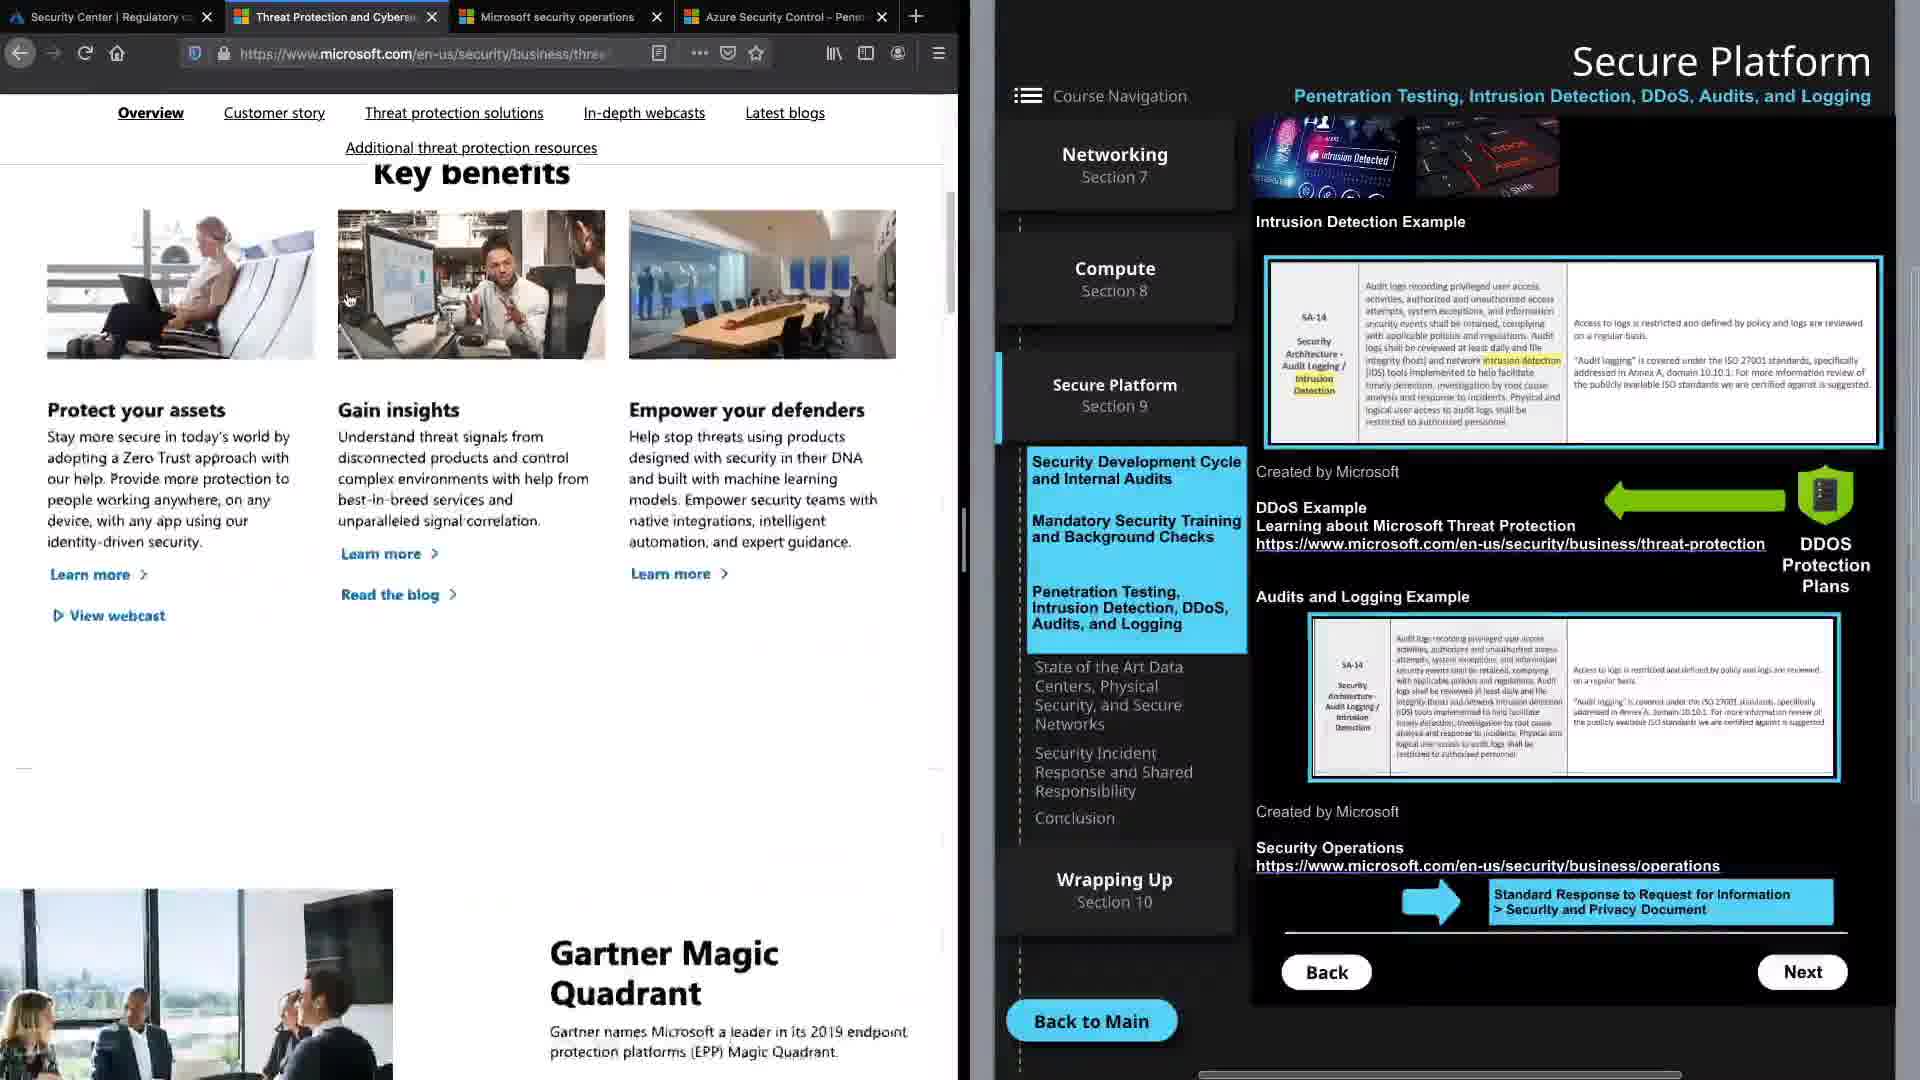 Security Center | Regulatory c
Threat Protection and Cyberse
Microsoft security operations
Azure Security Control - Pene
https://www.microsoft.com/en-us/security/business/thre
Overview
Customer story
Threat protection solutions
In-depth webcasts
Latest blogs
Additional threat protection resources
Key benefits
Protect your assets
Stay more secure in today's world by
adopting a Zero Trust approach with
our help. Provide more protection to
people working anywhere, on any
device, with any app using our
identity-driven security.
Learn more
View webcast
Gain insights
Understand threat signals from
disconnected products and control
complex environments with help from
best-in-breed services and
unparalleled signal correlation.
Learn more
Read the blog
Empower your defenders
Help stop threats using products
designed with security in their DNA
and built with machine learning
models. Empower security teams with
native integrations, intelligent
automation, and expert guidance.
Learn more
Gartner Magic
Quadrant
Gartner names Microsoft a leader in its 2019 endpoint
protection platforms (EPP) Magic Quadrant.
Secure Platform
Penetration Testing, Intrusion Detection, DDoS, Audits, and Logging
Course Navigation
Networking
Section 7
Compute
Section 8
Secure Platform
Section 9
Security Development Cycle
and Internal Audits
Mandatory Security Training
and Background Checks
Penetration Testing,
Intrusion Detection, DDoS,
Audits, and Logging
State of the Art Data
Centers, Physical
Security, and Secure
Networks
Security Incident
Response and Shared
Responsibility
Conclusion
Wrapping Up
Section 10
Back to Main
Intrusion Detected
DDOS
Shift
Intrusion Detection Example
SA-14
Security
Architecture -
Audit Logging /
Intrusion
Detection
Audit logs recording privileged user access
activities, authorized and unauthorized access
attempts, system exceptions, and information
security events shall be retained, complying
with applicable policies and regulations. Audit
logs shall be reviewed at least daily and file
integrity (host) and network intrusion detection
(IDS) tools implemented to help facilitate
timely detection, investigation by root cause
analysis and response to incidents. Physical and
logical user access to audit logs shall be
restricted to authorized personnel.
Access to logs is restricted and defined by policy and logs are reviewed
on a regular basis.
"Audit logging" is covered under the ISO 27001 standards, specifically
addressed in Annex A, domain 10.10.1. For more information review of
the publicly available ISO standards we are certified against is suggested.
Created by Microsoft
DDoS Example
Learning about Microsoft Threat Protection
https://www.microsoft.com/en-us/security/business/threat-protection
DDOS
Protection
Plans
Audits and Logging Example
SA-14
Security
Architecture -
Audit Logging /
Intrusion
Detection
Audit logs recording privileged user access
activities, authorized and unauthorized access
attempts, system exceptions, and information
security events shall be retained, complying
with applicable policies and regulations. Audit
logs shall be reviewed at least daily and file
integrity (host) and network intrusion detection
(IDS) tools implemented to help facilitate
timely detection, investigation by root cause
analysis and response to incidents. Physical and
logical user access to audit logs shall be
restricted to authorized personnel.
Access to logs is restricted and defined by policy and logs are reviewed
on a regular basis.
"Audit logging" is covered under the ISO 27001 standards, specifically
addressed in Annex A, domain 10.10.1. For more information review of
the publicly available ISO standards we are certified against is suggested
Created by Microsoft
Security Operations
https://www.microsoft.com/en-us/security/business/operations
Standard Response to Request for Information
> Security and Privacy Document
Back
Next